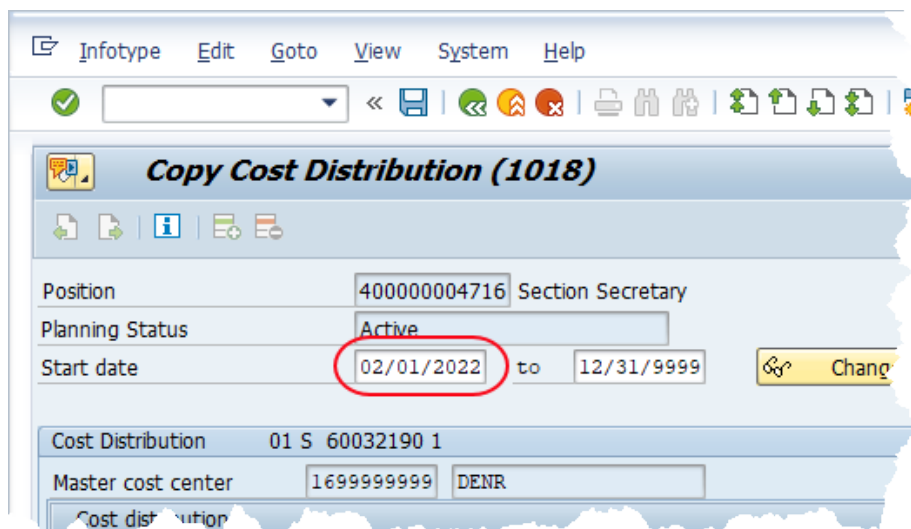 Infotype Edit Goto View System Help
Copy Cost Distribution (1018)
Position 400000004716 Section Secretary
Planning Status Active
Start date 02/01/2022 to 12/31/9999
Cost Distribution 01 S 60032190 1
Master cost center 1699999999 DENR
Cost